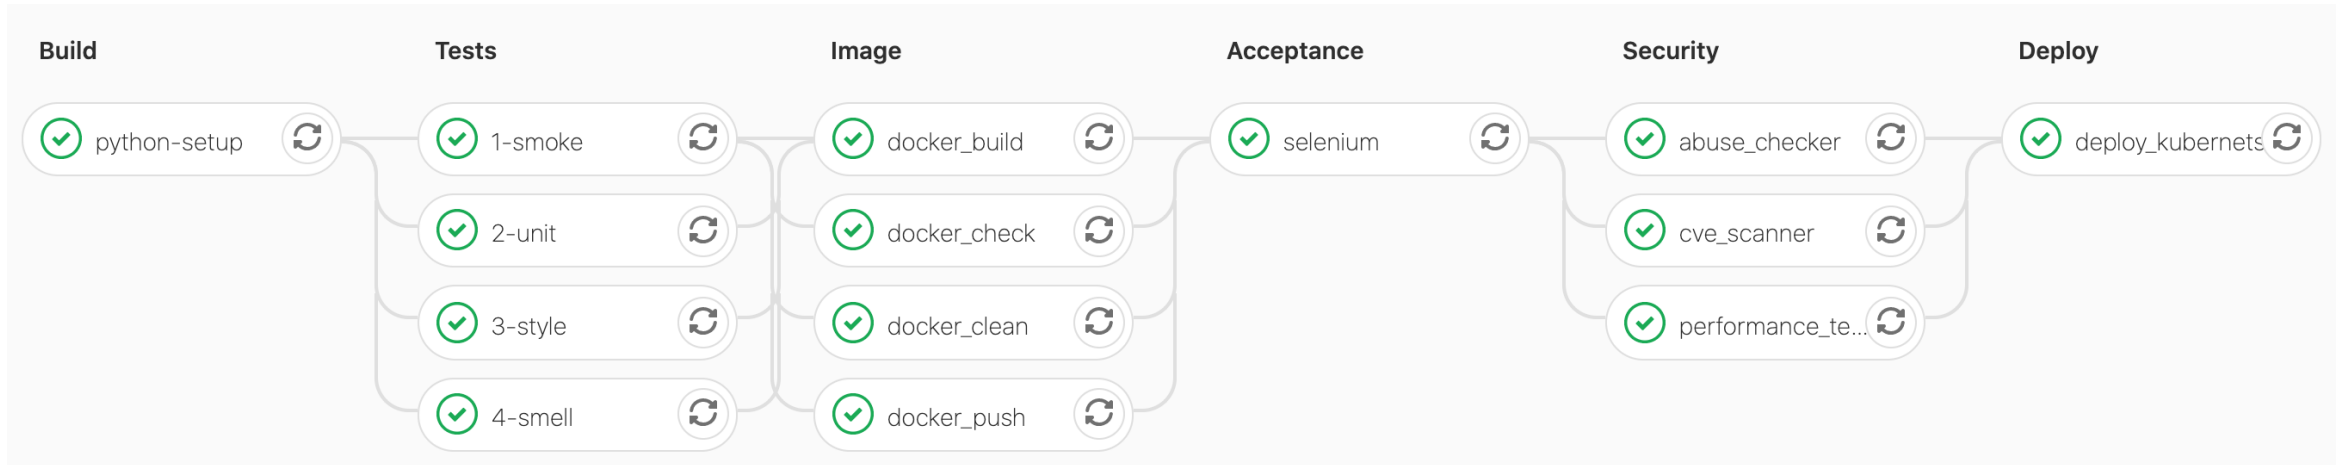 Build
python-setup
Tests
1-smoke
2-unit
3-style
4-smell
Image
docker_build
docker_check
docker_clean
docker_push
Acceptance
selenium
Security
abuse_checker
cve_scanner
performance_te...
Deploy
deploy_kubernets